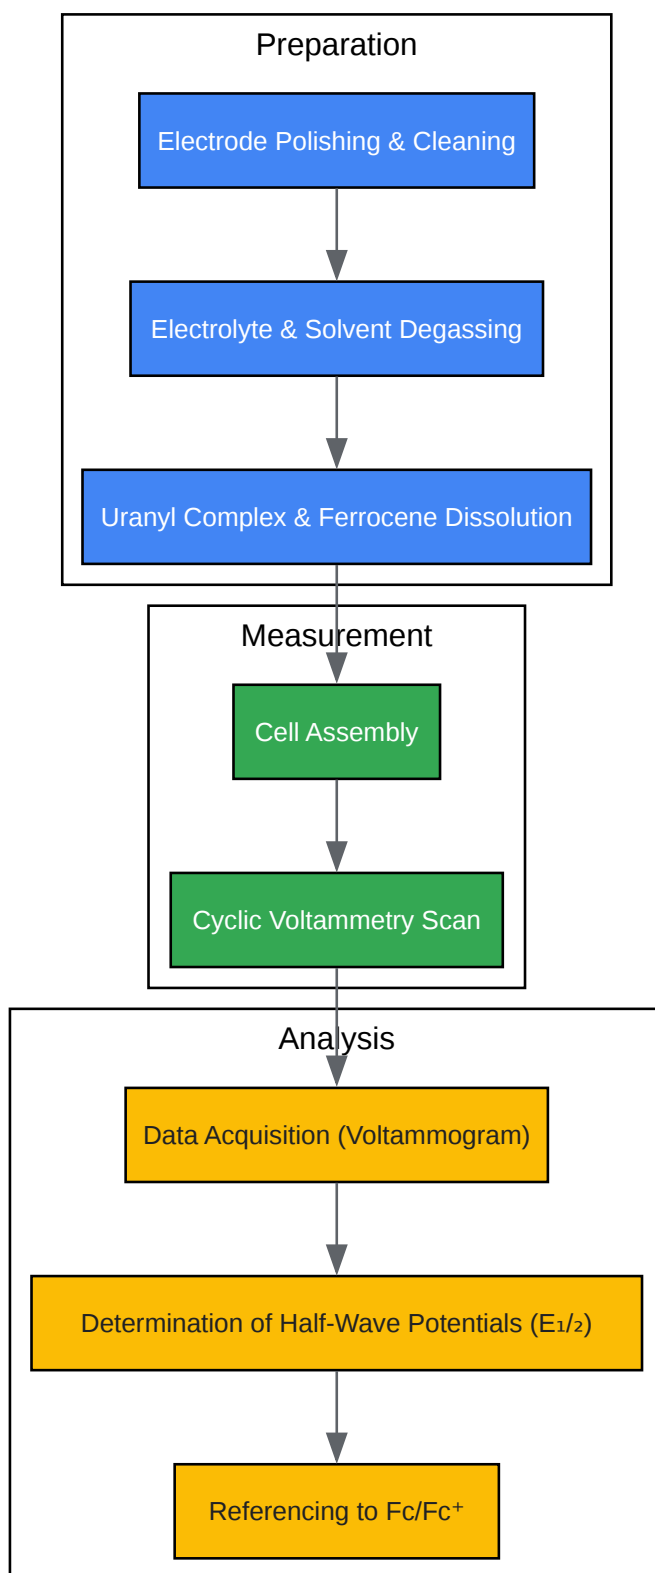 Preparation
Electrode Polishing & Cleaning
Electrolyte & Solvent Degassing
Uranyl Complex & Ferrocene Dissolution
Measurement
Cell Assembly
Cyclic Voltammetry Scan
Analysis
Data Acquisition (Voltammogram)
Determination of Half-Wave Potentials (E₁/₂)
Referencing to Fc/Fc⁺